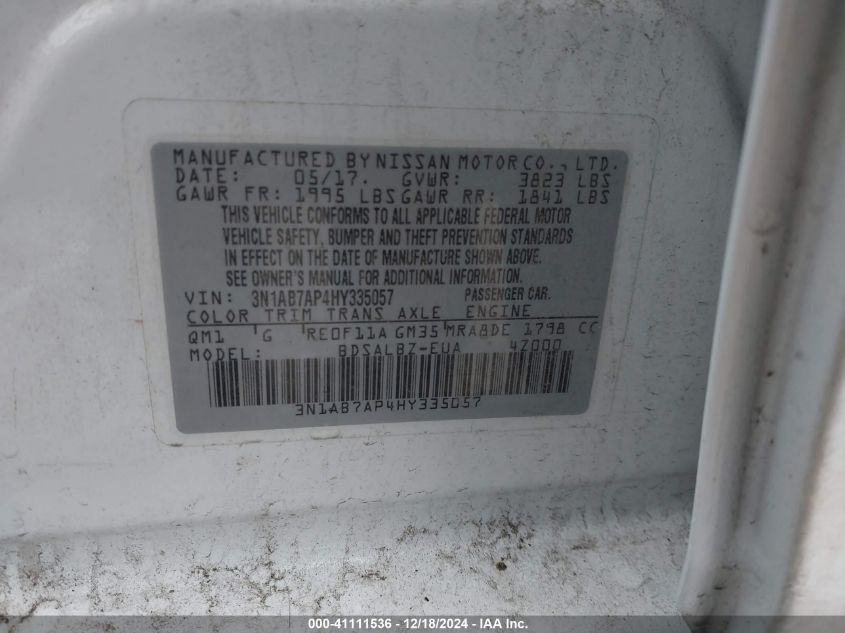 MANUFACTURED BY NISSAN MOTOR CO., LTD.
DATE: 05/17. GVWR: 3823 LBS
GAWR FR: 1995 LBS GAWR RR: 1841 LBS
THIS VEHICLE CONFORMS TO ALL APPLICABLE FEDERAL MOTOR
VEHICLE SAFETY, BUMPER AND THEFT PREVENTION STANDARDS
IN EFFECT ON THE DATE OF MANUFACTURE SHOWN ABOVE.
SEE OWNER'S MANUAL FOR ADDITIONAL INFORMATION.
VIN: 3N1AB7AP4HY335057 PASSENGER CAR.
COLOR TRIM TRANS AXLE ENGINE
QM1 G RE0F11A GM35 MRA8DE 1798 CC
MODEL: BDSALBZ-EUA 4Z000
3N1AB7AP4HY335057
000-41111536 - 12/18/2024 - IAAI.com